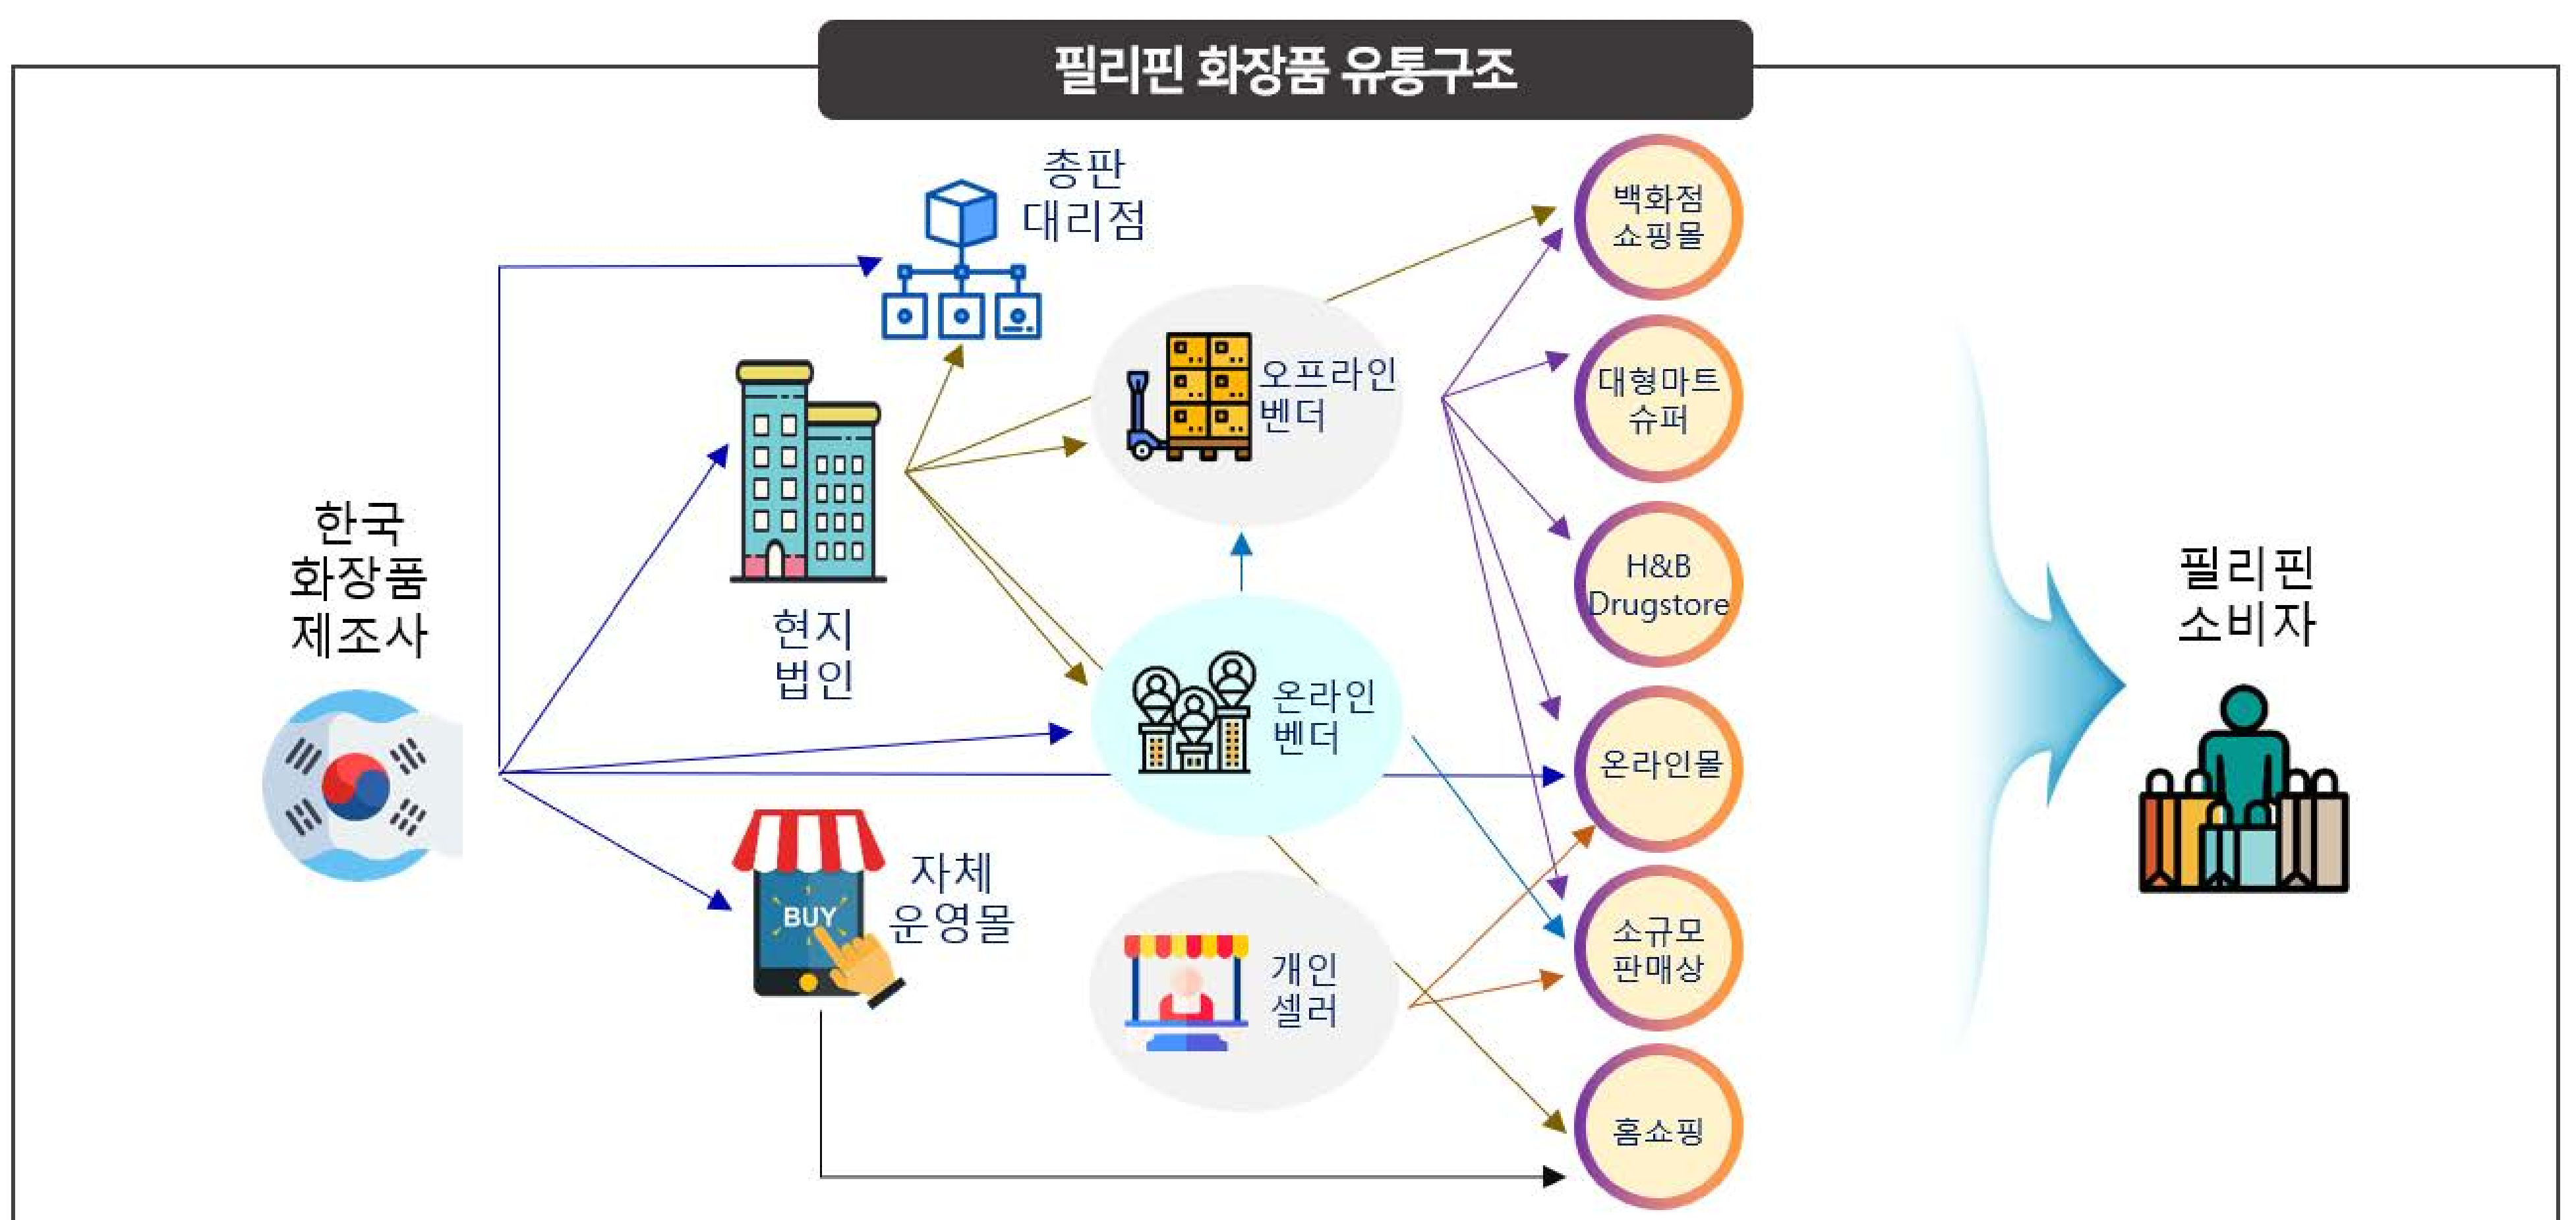 필리핀 화장품 유통구조
총판
대리점
백화점
쇼핑몰
오프라인
벤더
대형마트
슈퍼
한국
화장품
제조사
현지
법인
H&B
Drugstore
필리핀
소비자
온라인
벤더
온라인몰
BUY
자체
운영몰
개인
셀러
소규모
판매상
홈쇼핑